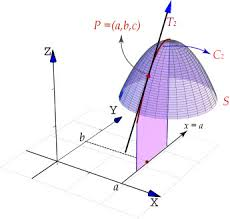 P = (a,b,c)
T₂
C₂
Z
S
Y
x = a
b
a
X